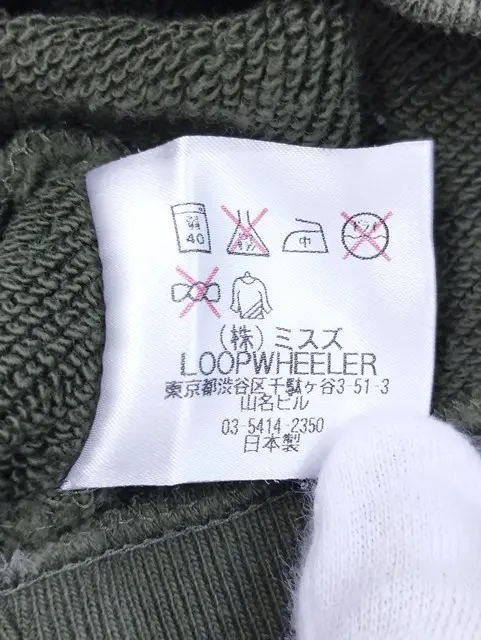 40
中
(株)ミスズ
LOOPWHEELER
東京都渋谷区千駄ヶ谷3-51-3
山名ビル
03-5414-2350
日本製